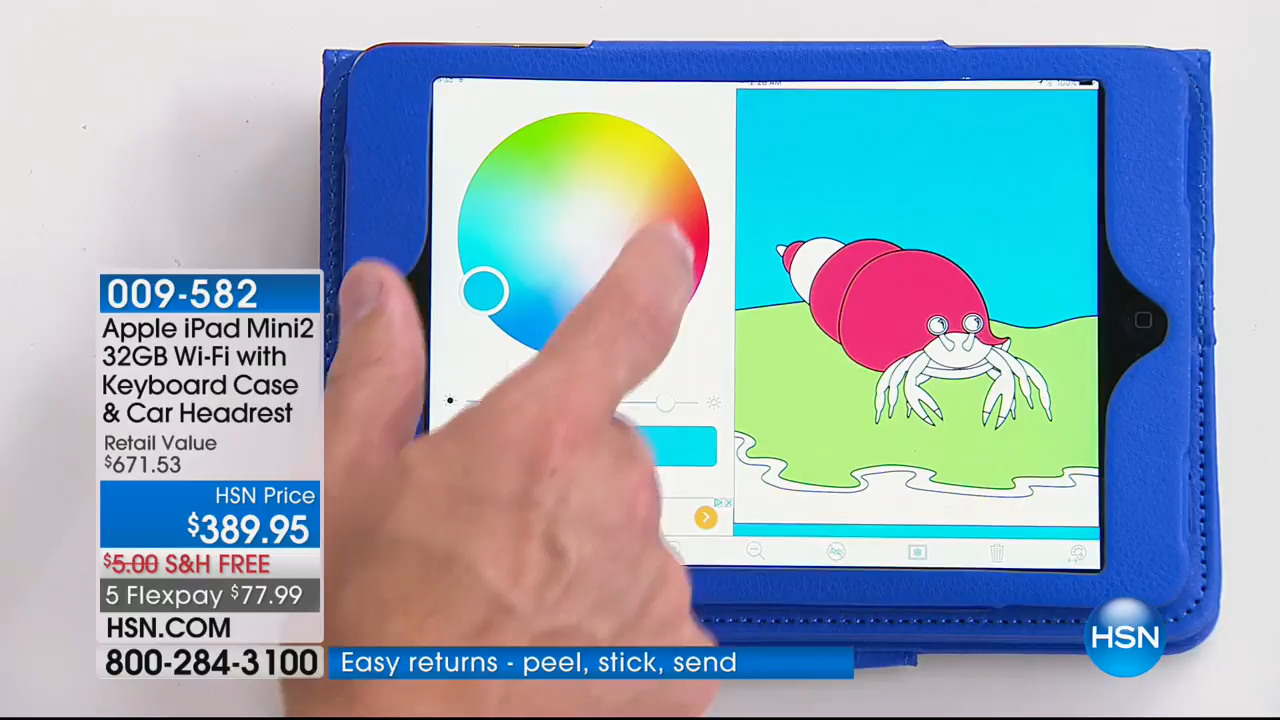 009-582
Apple iPad Mini2
32GB Wi-Fi with
Keyboard Case
& Car Headrest
Retail Value
$671.53
HSN Price
$389.95
$5.00 S&H FREE
5 Flexpay $77.99
HSN.COM
800-284-3100
Easy returns - peel, stick, send
HSN
100%